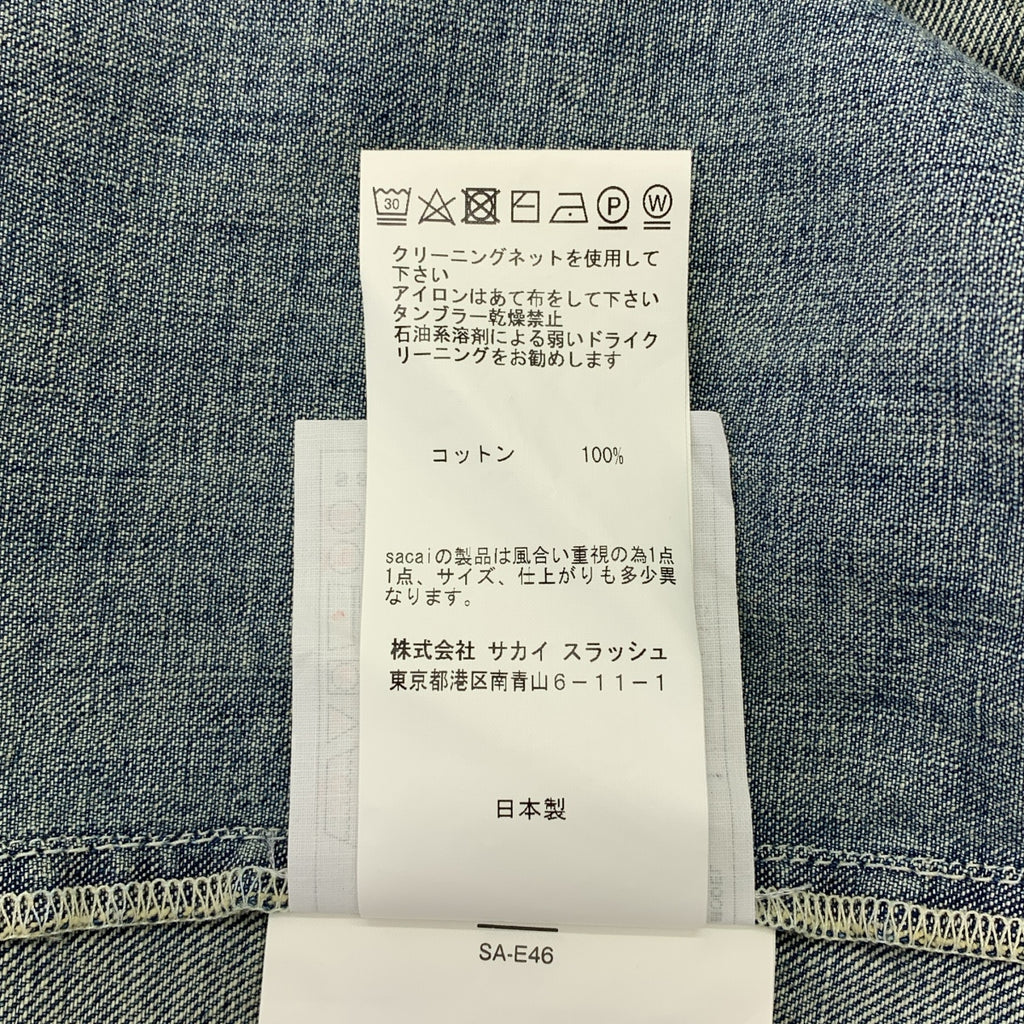 30 P W
クリーニングネットを使用して
下さい
アイロンはあて布をして下さい
タンブラー乾燥禁止
石油系溶剤による弱いドライク
リーニングをお勧めします
コットン 100%
sacaiの製品は風合い重視の為1点
1点、サイズ、仕上がりも多少異
なります。
株式会社 サカイ スラッシュ
東京都港区南青山6－11－1
日本製
SA-E46